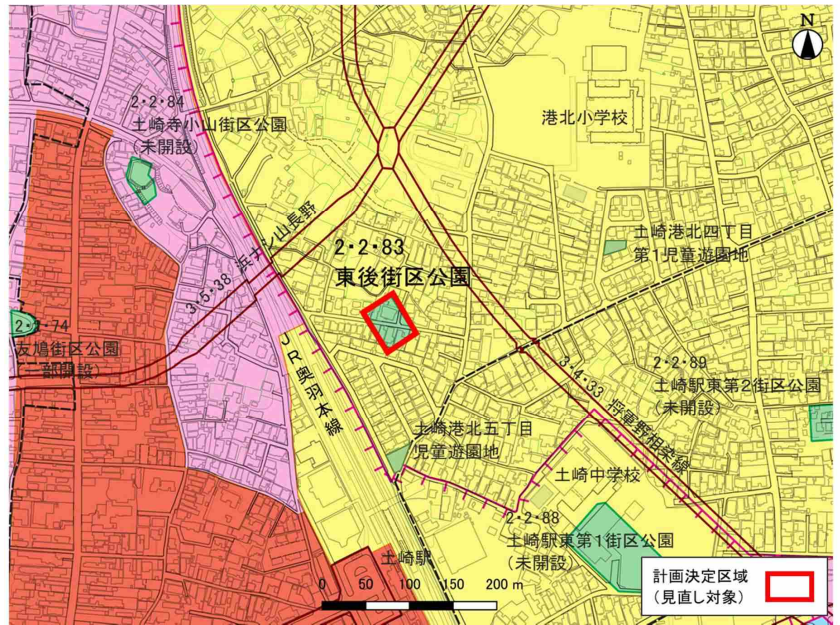 N
2・2・84
土崎寺小山街区公園
(未開設)
港北小学校
土崎港北四丁目
第1児童遊園地
2・2・83
東後街区公園
3・5・38
2・2・74
友鳩街区公園
(一部開設)
JR奥羽本線
2・2・89
土崎駅東第2街区公園
(未開設)
3・4・33 将軍野相染線
土崎港北五丁目
児童遊園地
土崎中学校
2・2・88
土崎駅東第1街区公園
(未開設)
土崎駅
0 50 100 150 200 m
計画決定区域
(見直し対象)